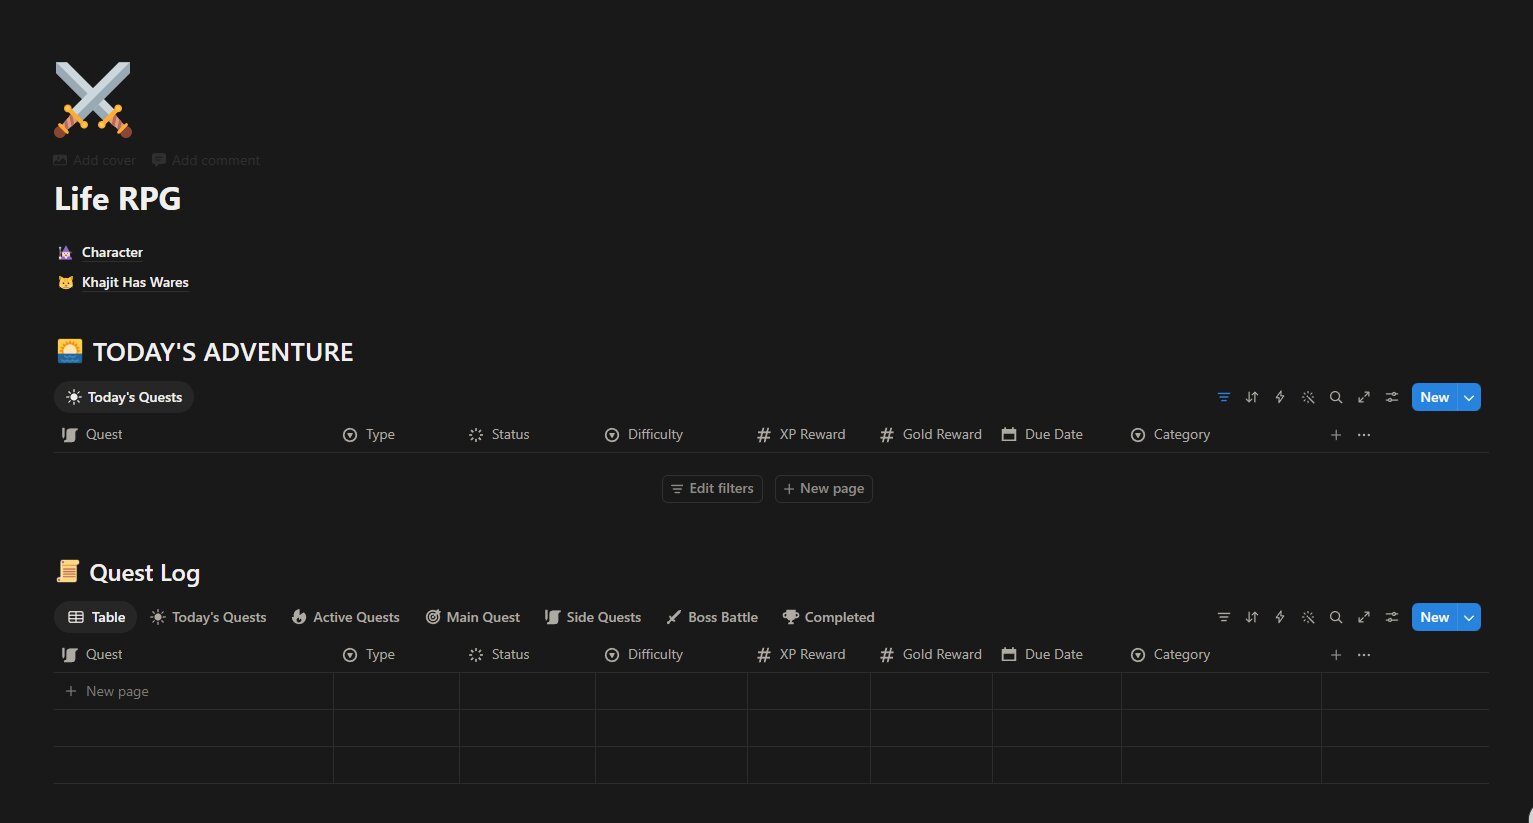 Add cover Add comment
Life RPG
Character
Khajit Has Wares
TODAY'S ADVENTURE
Today's Quests New
Quest Type Status Difficulty XP Reward Gold Reward Due Date Category
Edit filters New page
Quest Log
Table Today's Quests Active Quests Main Quest Side Quests Boss Battle Completed New
Quest Type Status Difficulty XP Reward Gold Reward Due Date Category
New page